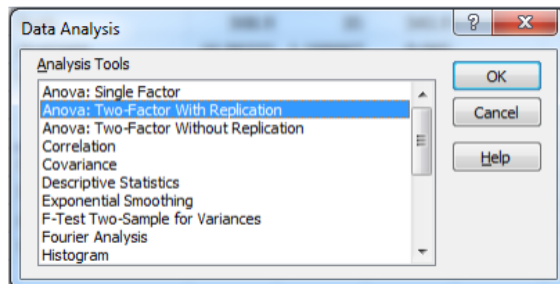 Data Analysis
?
X
Analysis Tools
Anova: Single Factor
Anova: Two-Factor With Replication
Anova: Two-Factor Without Replication
Correlation
Covariance
Descriptive Statistics
Exponential Smoothing
F-Test Two-Sample for Variances
Fourier Analysis
Histogram
OK
Cancel
Help